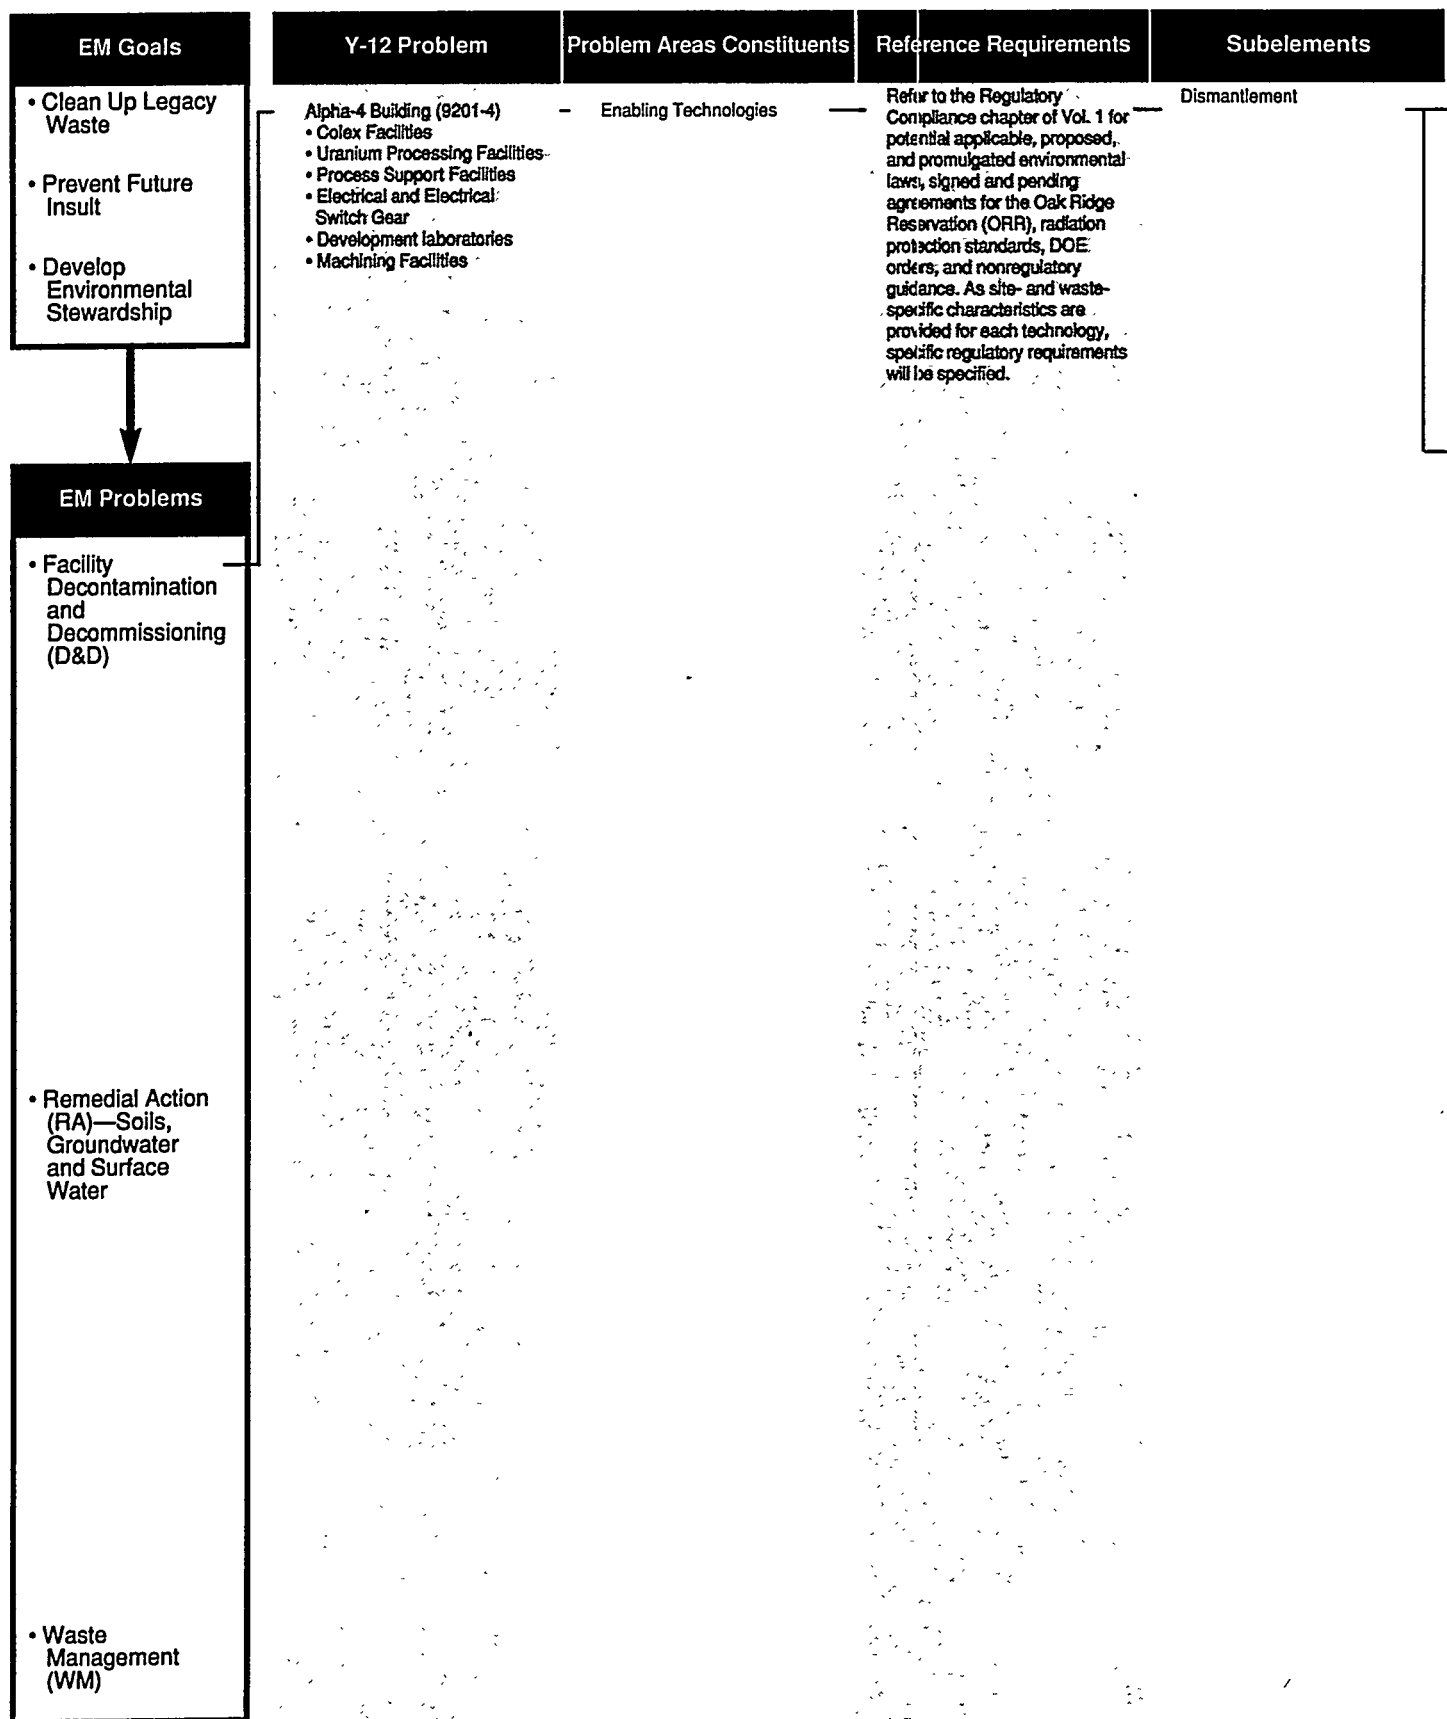 EM Goals
• Clean Up Legacy
Waste
• Prevent Future
Insult
• Develop
Environmental
Stewardship
EM Problems
• Facility
Decontamination
and
Decommissioning
(D&D)
• Remedial Action
(RA)—Soils,
Groundwater
and Surface
Water
• Waste
Management
(WM)
Y-12 Problem
Alpha-4 Building (9201-4)
• Colex Facilities
• Uranium Processing Facilities
• Process Support Facilities
• Electrical and Electrical
Switch Gear
• Development laboratories
• Machining Facilities
Problem Areas Constituents
Enabling Technologies
Reference Requirements
Refer to the Regulatory
Compliance chapter of Vol. 1 for
potential applicable, proposed,
and promulgated environmental
laws, signed and pending
agreements for the Oak Ridge
Reservation (ORR), radiation
protection standards, DOE
orders, and nonregulatory
guidance. As site- and waste-
specific characteristics are
provided for each technology,
specific regulatory requirements
will be specified.
Subelements
Dismantlement